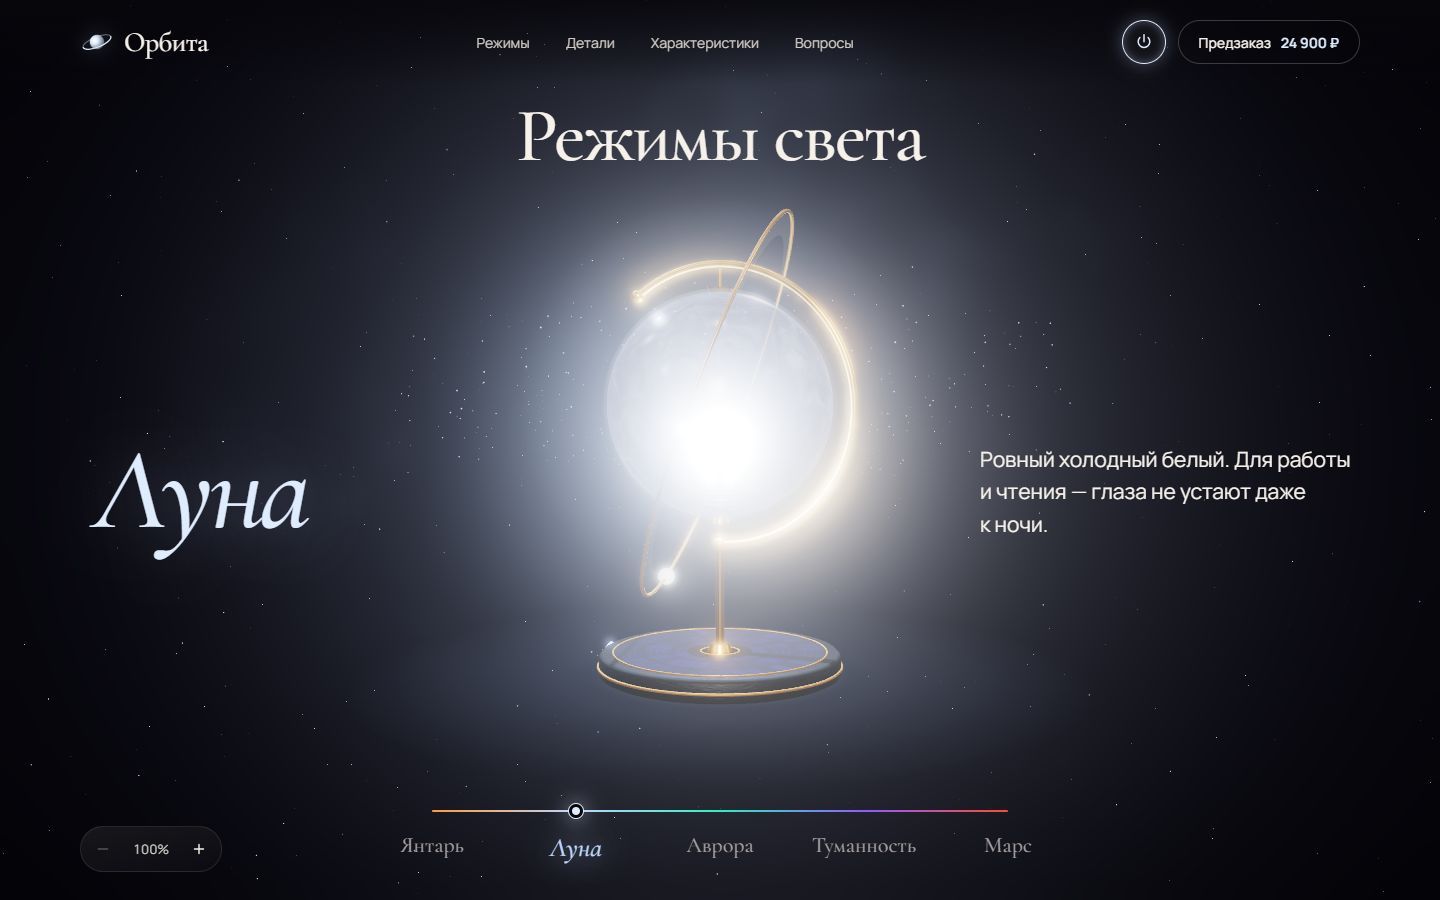 Орбита
Режимы
Детали
Характеристики
Вопросы
Предзаказ 24 900 ₽
Режимы света
Луна
Ровный холодный белый. Для работы
и чтения — глаза не устают даже
к ночи.
− 100% +
Янтарь
Луна
Аврора
Туманность
Марс